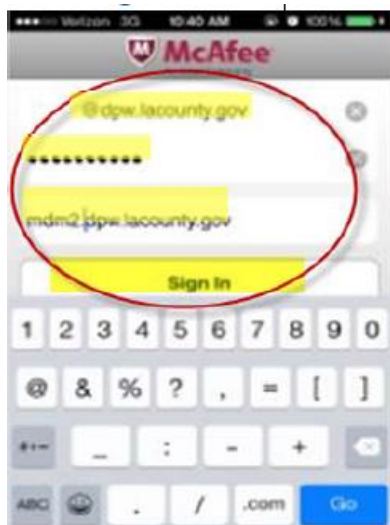 Verizon 3G 10:40 AM 100%
McAfee
@dpw.lacounty.gov
••••••••••
mdm2.dpw.lacounty.gov
Sign In
1 2 3 4 5 6 7 8 9 0
@ & % ? , = [ ]
#+= _ : - +
ABC . / .com Go